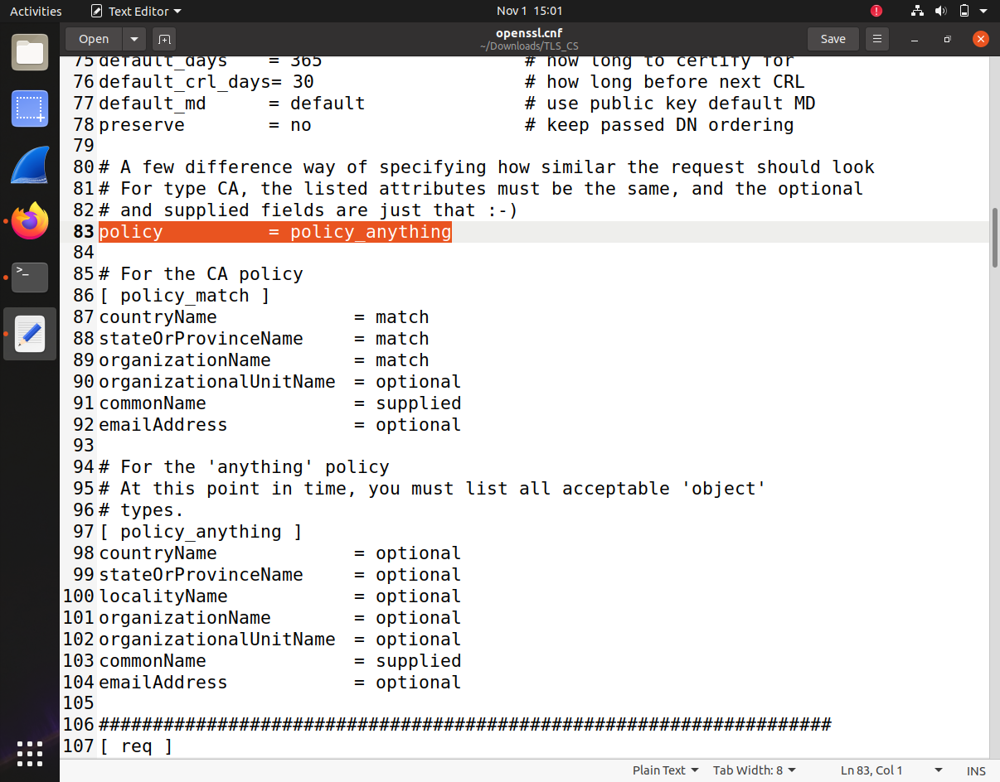 Activities
Text Editor
Nov 1 15:01
Open
openssl.cnf
~/Downloads/TLS_CS
Save
75 default_days = 365 # how long to certify for
76 default_crl_days= 30 # how long before next CRL
77 default_md = default # use public key default MD
78 preserve = no # keep passed DN ordering
79
80 # A few difference way of specifying how similar the request should look
81 # For type CA, the listed attributes must be the same, and the optional
82 # and supplied fields are just that :-)
83 policy = policy_anything
84
85 # For the CA policy
86 [ policy_match ]
87 countryName = match
88 stateOrProvinceName = match
89 organizationName = match
90 organizationalUnitName = optional
91 commonName = supplied
92 emailAddress = optional
93
94 # For the 'anything' policy
95 # At this point in time, you must list all acceptable 'object'
96 # types.
97 [ policy_anything ]
98 countryName = optional
99 stateOrProvinceName = optional
100 localityName = optional
101 organizationName = optional
102 organizationalUnitName = optional
103 commonName = supplied
104 emailAddress = optional
105
106 ####################################################################
107 [ req ]
Plain Text
Tab Width: 8
Ln 83, Col 1
INS